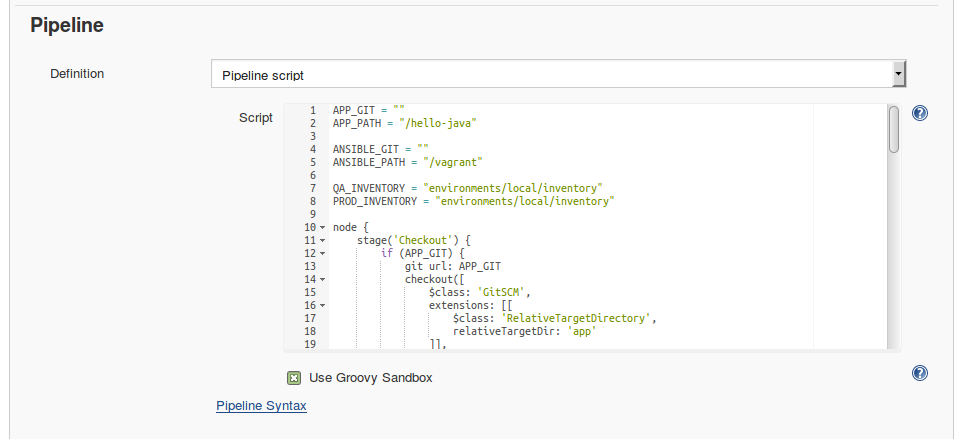 Pipeline
Definition
Pipeline script
Script
1 APP_GIT = ""
2 APP_PATH = "/hello-java"
3
4 ANSIBLE_GIT = ""
5 ANSIBLE_PATH = "/vagrant"
6
7 QA_INVENTORY = "environments/local/inventory"
8 PROD_INVENTORY = "environments/local/inventory"
9
10 node {
11     stage('Checkout') {
12         if (APP_GIT) {
13             git url: APP_GIT
14             checkout([
15                 $class: 'GitSCM',
16                 extensions: [[
17                     $class: 'RelativeTargetDirectory',
18                     relativeTargetDir: 'app'
19                 ]],
?
Use Groovy Sandbox
?
Pipeline Syntax